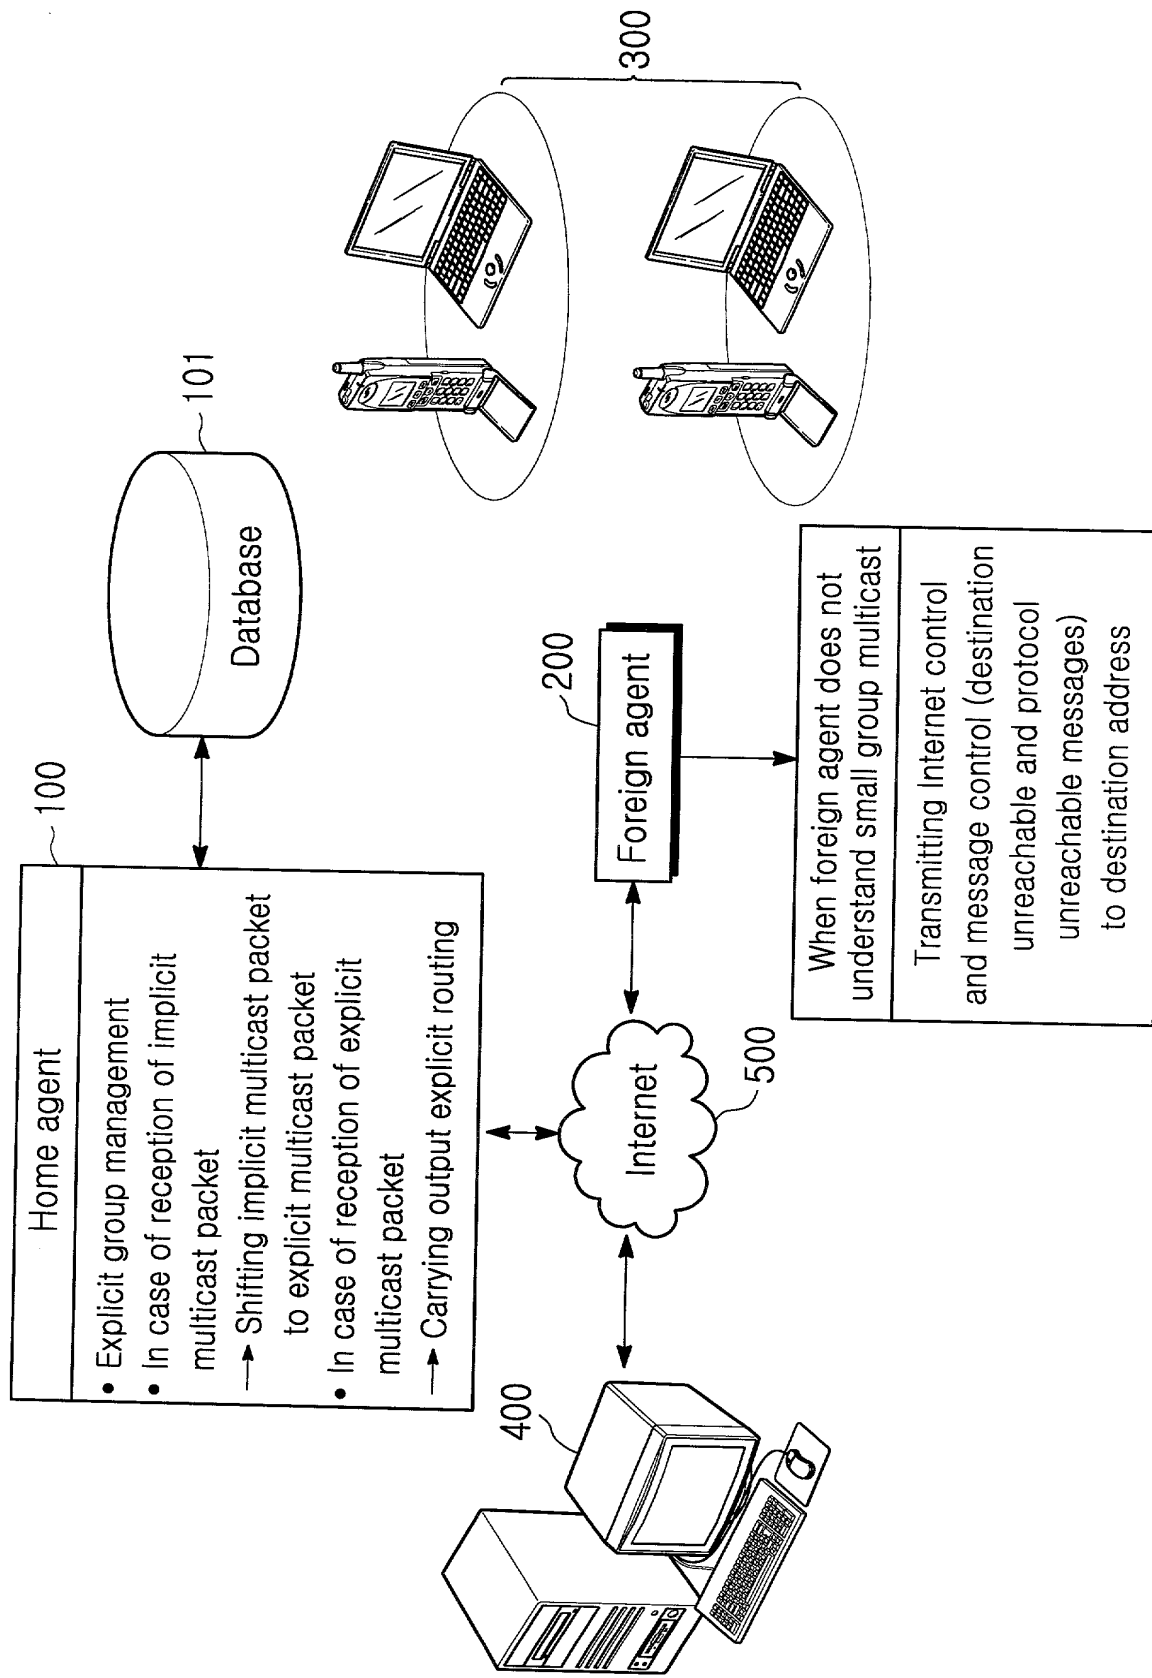 100
Home agent
• Explicit group management
• In case of reception of implicit
multicast packet
→ Shifting implicit multicast packet
to explicit multicast packet
• In case of reception of explicit
multicast packet
→ Carrying output explicit routing
101
Database
400
Internet
500
200
Foreign agent
300
When foreign agent does not
understand small group multicast
Transmitting Internet control
and message control (destination
unreachable and protocol
unreachable messages)
to destination address